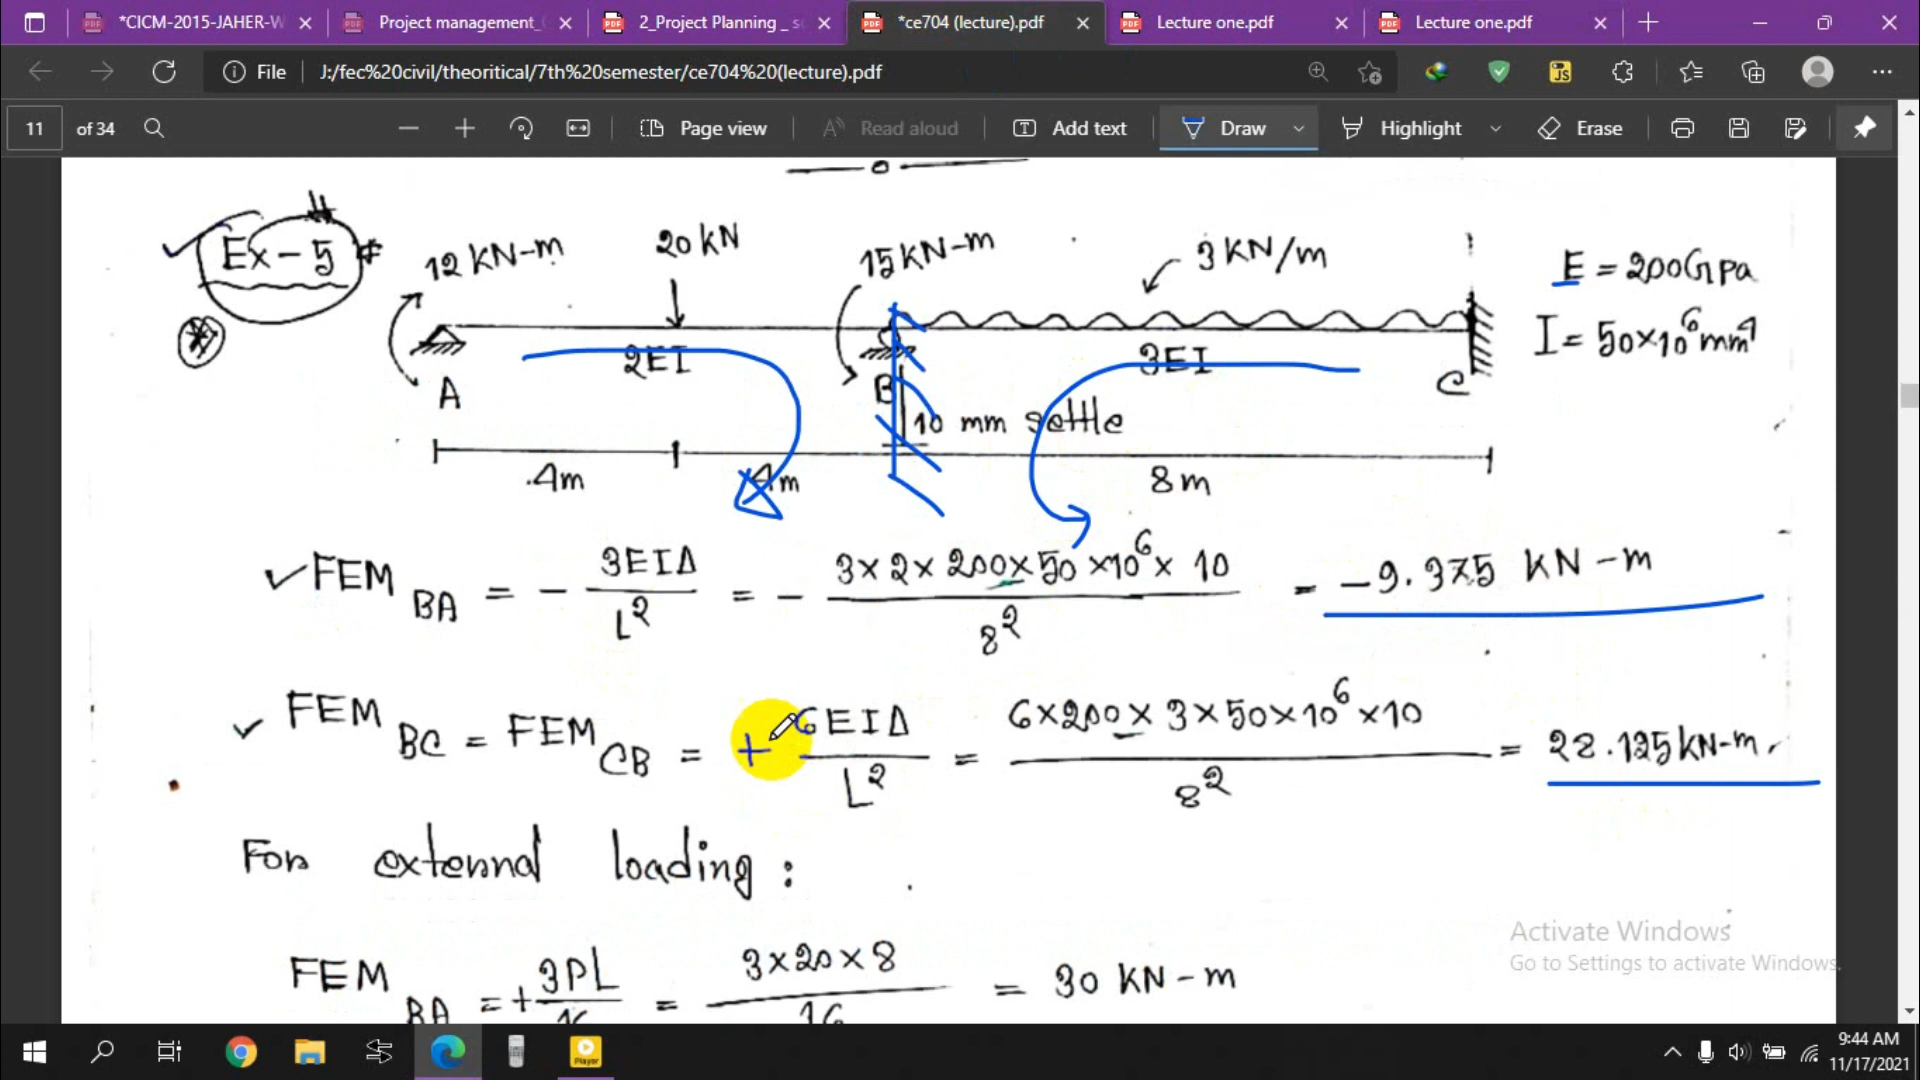 *CICM-2015-JAHER-W
Project management_
2_Project Planning _ s
*ce704 (lecture).pdf
Lecture one.pdf
Lecture one.pdf
File
J:/fec%20civil/theoritical/7th%20semester/ce704%20(lecture).pdf
11 of 34
Page view
Read aloud
Add text
Draw
Highlight
Erase
Ex-5
12 KN-m
20 KN
15 KN-m
3 KN/m
E = 200GPa
I = 50×10⁶mm⁴
2EI
3EI
A
B
C
10 mm settle
4m
4m
8m
FEM BA = - 3EIΔ / L² = - 3×2×200×50×10⁶×10 / 8² = -9.375 KN-m
FEM BC = FEM CB = + 6EIΔ / L² = 6×200×3×50×10⁶×10 / 8² = 28.125 KN-m.
For external loading:
FEM BA = + 3PL / 16 = 3×20×8 / 16 = 30 KN-m
Activate Windows
Go to Settings to activate Windows.
9:44 AM
11/17/2021